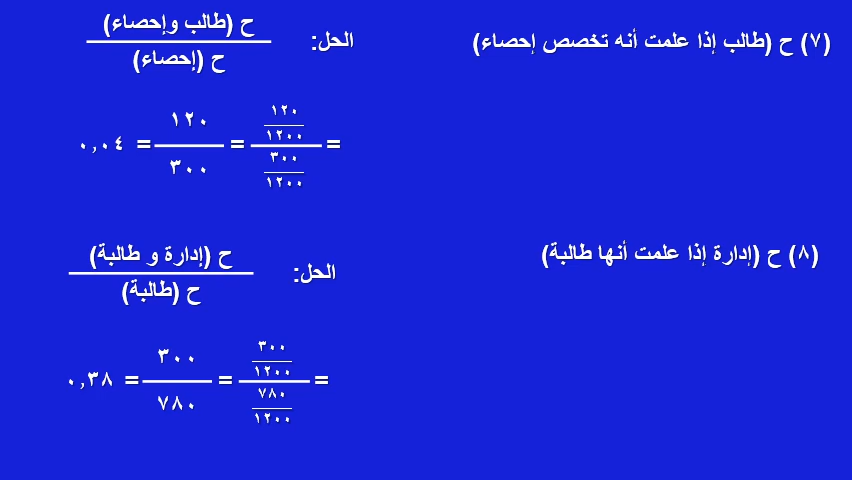 (٧) ح (طالب إذا علمت أنه تخصص إحصاء)
الحل:
ح (طالب وإحصاء)
ح (إحصاء)
=
١٢٠
١٢٠٠
٣٠٠
١٢٠٠
=
١٢٠
٣٠٠
= ٠,٠٤
(٨) ح (إدارة إذا علمت أنها طالبة)
الحل:
ح (إدارة و طالبة)
ح (طالبة)
=
٣٠٠
١٢٠٠
٧٨٠
١٢٠٠
=
٣٠٠
٧٨٠
= ٠,٣٨